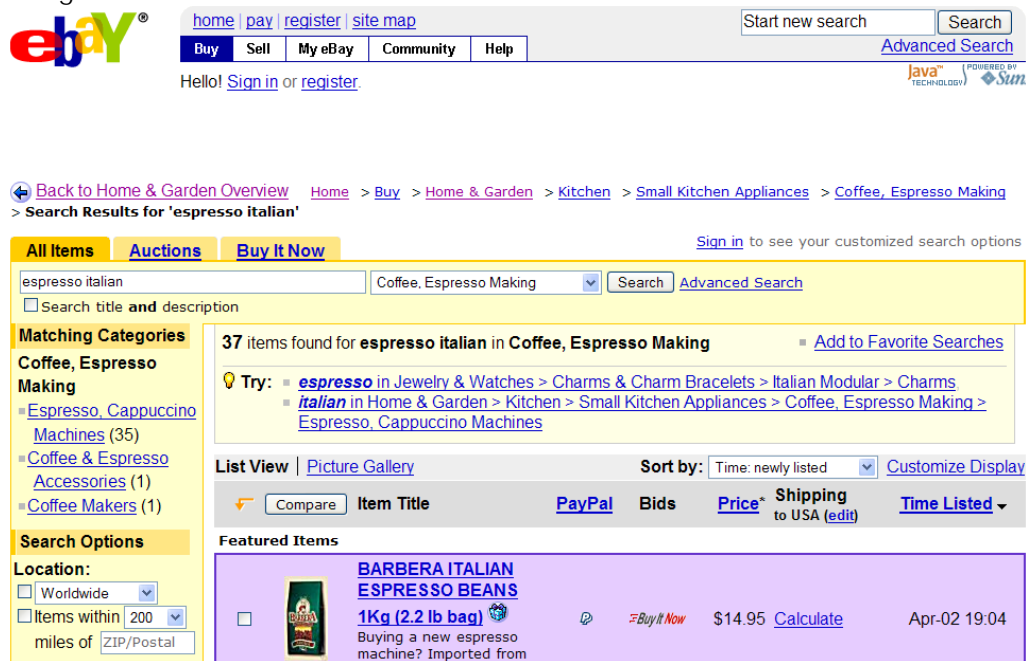 ebaY®
home | pay | register | site map
Start new search Search
Buy Sell My eBay Community Help
Advanced Search
Hello! Sign in or register.
Java™ TECHNOLOGY POWERED BY Sun
Back to Home & Garden Overview Home > Buy > Home & Garden > Kitchen > Small Kitchen Appliances > Coffee, Espresso Making
> Search Results for 'espresso italian'
All Items Auctions Buy It Now
Sign in to see your customized search options
espresso italian Coffee, Espresso Making Search Advanced Search
Search title and description
Matching Categories
Coffee, Espresso
Making
Espresso, Cappuccino
Machines (35)
Coffee & Espresso
Accessories (1)
Coffee Makers (1)
Search Options
Location:
Worldwide
Items within 200
miles of ZIP/Postal
37 items found for espresso italian in Coffee, Espresso Making
Add to Favorite Searches
Try: espresso in Jewelry & Watches > Charms & Charm Bracelets > Italian Modular > Charms,
italian in Home & Garden > Kitchen > Small Kitchen Appliances > Coffee, Espresso Making >
Espresso, Cappuccino Machines
List View | Picture Gallery
Sort by: Time: newly listed Customize Display
Compare Item Title PayPal Bids Price* Shipping to USA (edit) Time Listed
Featured Items
BARBERA ITALIAN
ESPRESSO BEANS
1Kg (2.2 lb bag)
Buy It Now $14.95 Calculate Apr-02 19:04
Buying a new espresso
machine? Imported from